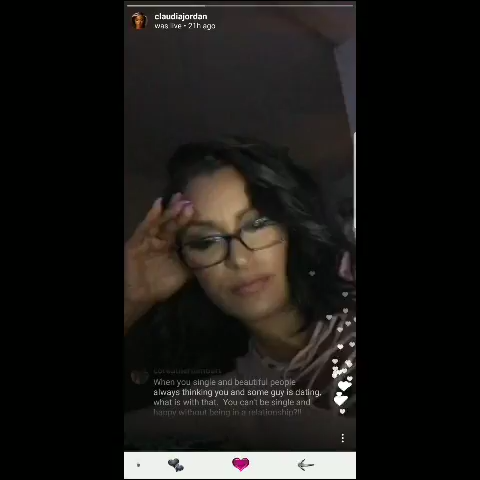 claudiajordan
was live • 21h ago
When you single and beautiful people
always thinking you and some guy is dating,
what is with that. You can't be single and
happy without being in a relationship?!!